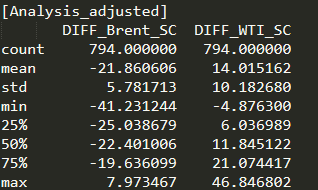 [Analysis_adjusted]
DIFF_Brent_SC DIFF_WTI_SC
count 794.000000 794.000000
mean -21.860606 14.015162
std 5.781713 10.182680
min -41.231244 -4.876300
25% -25.038679 6.036989
50% -22.401006 11.845122
75% -19.636099 21.074417
max 7.973467 46.846802